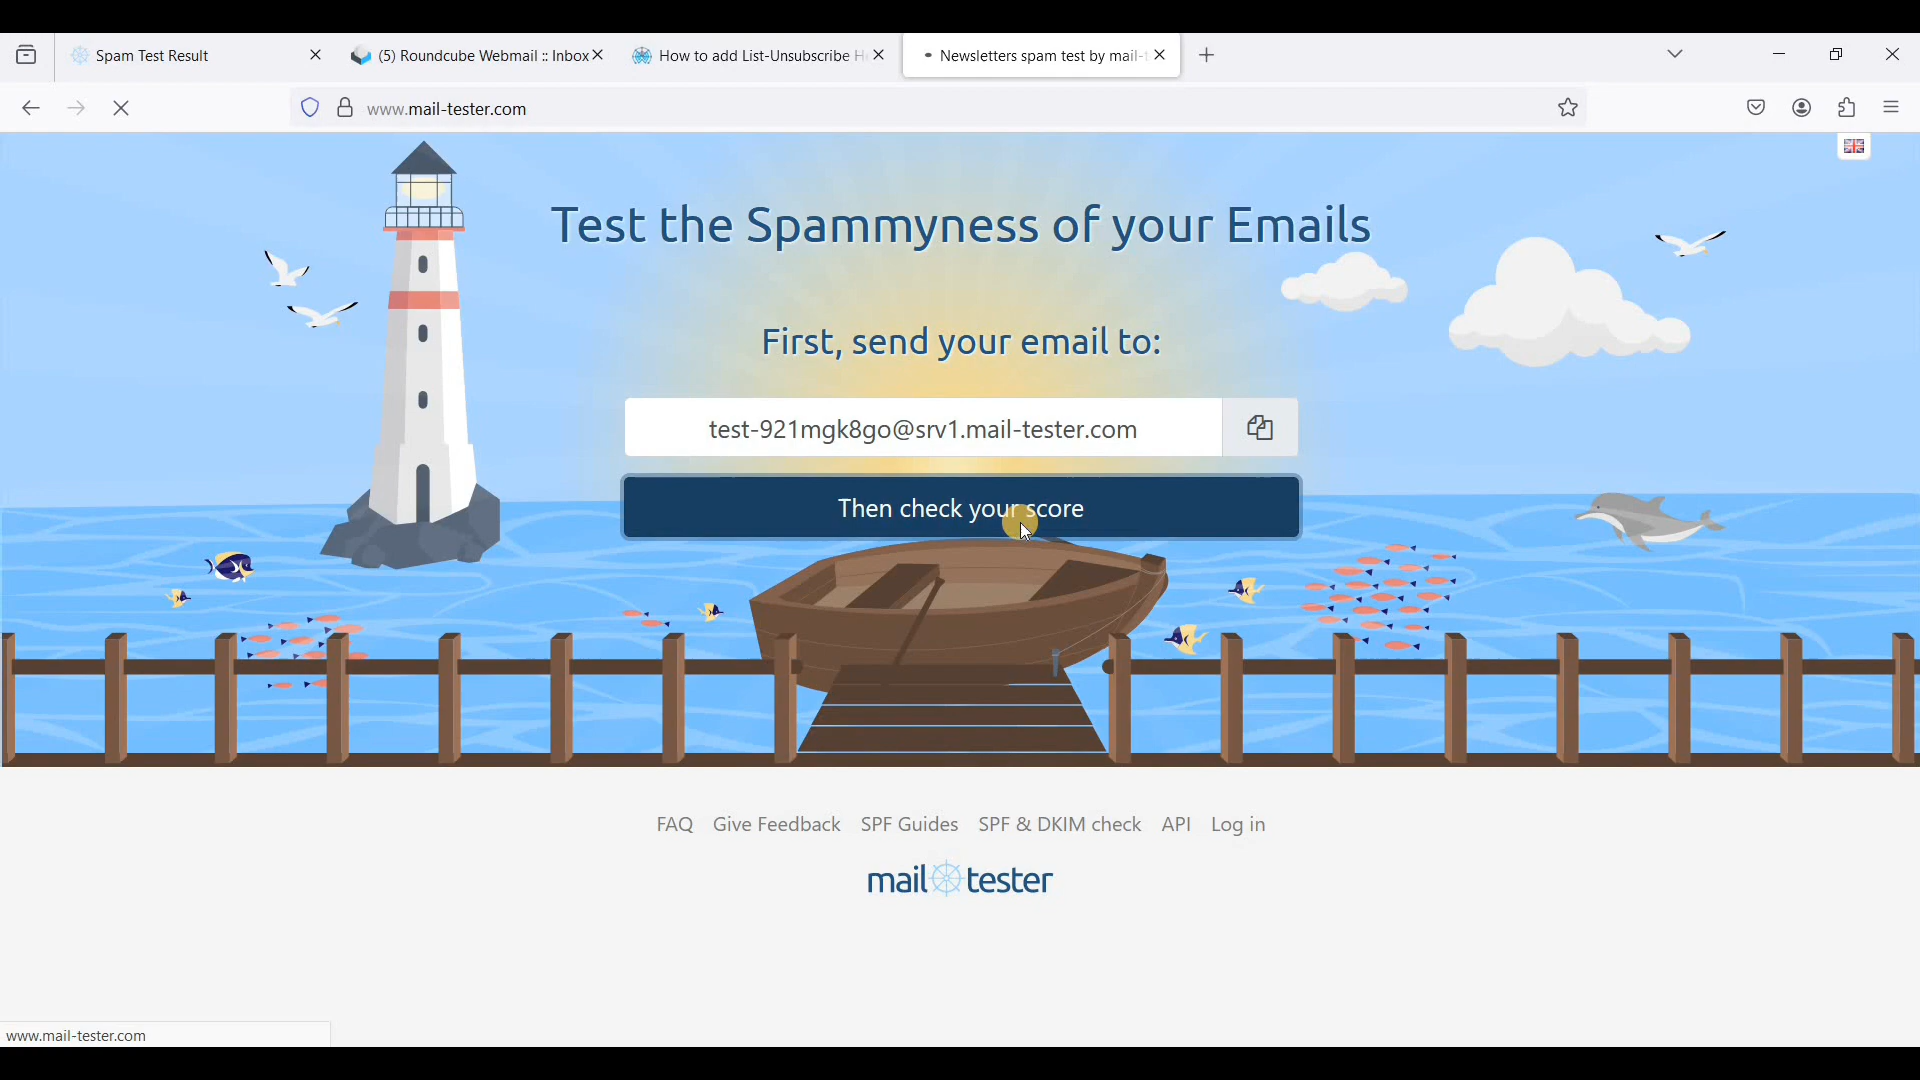 Spam Test Result
(5) Roundcube Webmail :: Inbox
How to add List-Unsubscribe H
Newsletters spam test by mail-t
www.mail-tester.com
Test the Spammyness of your Emails
First, send your email to:
test-921mgk8go@srv1.mail-tester.com
Then check your score
FAQ Give Feedback SPF Guides SPF & DKIM check API Log in
mail tester
www.mail-tester.com